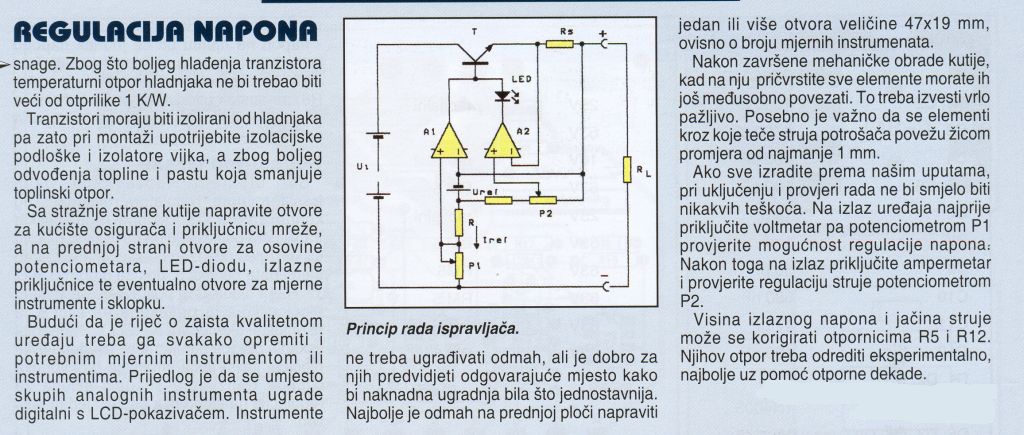 REGULACIJA NAPONA
snage. Zbog što boljeg hlađenja tranzistora
temperaturni otpor hladnjaka ne bi trebao biti
veći od otprilike 1 K/W.
Tranzistori moraju biti izolirani od hladnjaka
pa zato pri montaži upotrijebite izolacijske
podloške i izolatore vijka, a zbog boljeg
odvođenja topline i pastu koja smanjuje
toplinski otpor.
Sa stražnje strane kutije napravite otvore
za kućište osigurača i priključnicu mreže,
a na prednjoj strani otvore za osovine
potenciometara, LED-diodu, izlazne
priključnice te eventualno otvore za mjerne
instrumente i sklopku.
Budući da je riječ o zaista kvalitetnom
uređaju treba ga svakako opremiti i
potrebnim mjernim instrumentom ili
instrumentima. Prijedlog je da se umjesto
skupih analognih instrumenta ugrade
digitalni s LCD-pokazivačem. Instrumente
T
Rs
+
LED
A1
A2
+ -
+ -
Ui
RL
Uref
P2
R
Iref
P1
-
Princip rada ispravljača.
ne treba ugrađivati odmah, ali je dobro za
njih predvidjeti odgovarajuće mjesto kako
bi naknadna ugradnja bila što jednostavnija.
Najbolje je odmah na prednjoj ploči napraviti
jedan ili više otvora veličine 47x19 mm,
ovisno o broju mjernih instrumenata.
Nakon završene mehaničke obrade kutije,
kad na nju pričvrstite sve elemente morate ih
još međusobno povezati. To treba izvesti vrlo
pažljivo. Posebno je važno da se elementi
kroz koje teče struja potrošača povežu žicom
promjera od najmanje 1 mm.
Ako sve izradite prema našim uputama,
pri uključenju i provjeri rada ne bi smjelo biti
nikakvih teškoća. Na izlaz uređaja najprije
priključite voltmetar pa potenciometrom P1
provjerite mogućnost regulacije napona.
Nakon toga na izlaz priključite ampermetar
i provjerite regulaciju struje potenciometrom
P2.
Visina izlaznog napona i jačina struje
može se korigirati otpornicima R5 i R12.
Njihov otpor treba odrediti eksperimentalno,
najbolje uz pomoć otporne dekade.